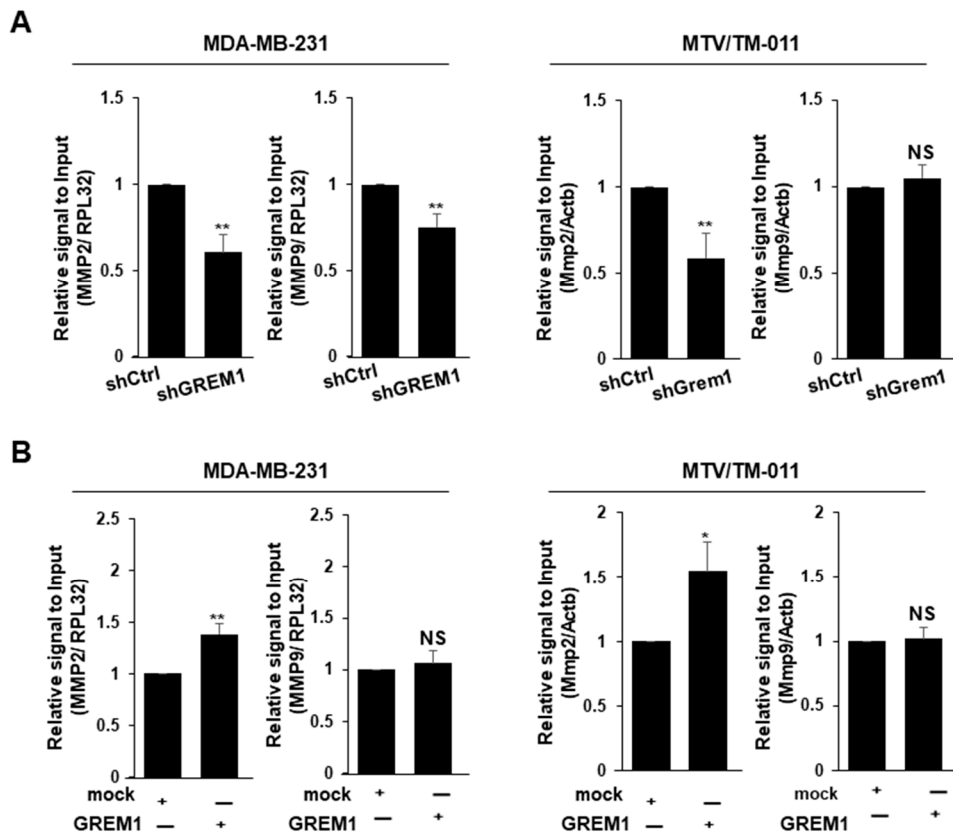 A
MDA-MB-231
MTV/TM-011
Relative signal to Input
(MMP2/ RPL32)
1.5
1
0.5
0
**
shCtrl
shGREM1
Relative signal to Input
(MMP9/ RPL32)
1.5
1
0.5
0
**
shCtrl
shGREM1
Relative signal to Input
(Mmp2/Actb)
1.5
1
0.5
0
**
shCtrl
shGrem1
Relative signal to Input
(Mmp9/Actb)
1.5
1
0.5
0
NS
shCtrl
shGrem1
B
MDA-MB-231
MTV/TM-011
Relative signal to Input
(MMP2/ RPL32)
2.5
2
1.5
1
0.5
0
**
mock + —
GREM1 — +
Relative signal to Input
(MMP9/ RPL32)
2.5
2
1.5
1
0.5
0
NS
+ —
— +
Relative signal to Input
(Mmp2/Actb)
2
1.5
1
0.5
0
*
mock + —
GREM1 — +
Relative signal to Input
(Mmp9/Actb)
2
1.5
1
0.5
0
NS
mock + —
GREM1 — +